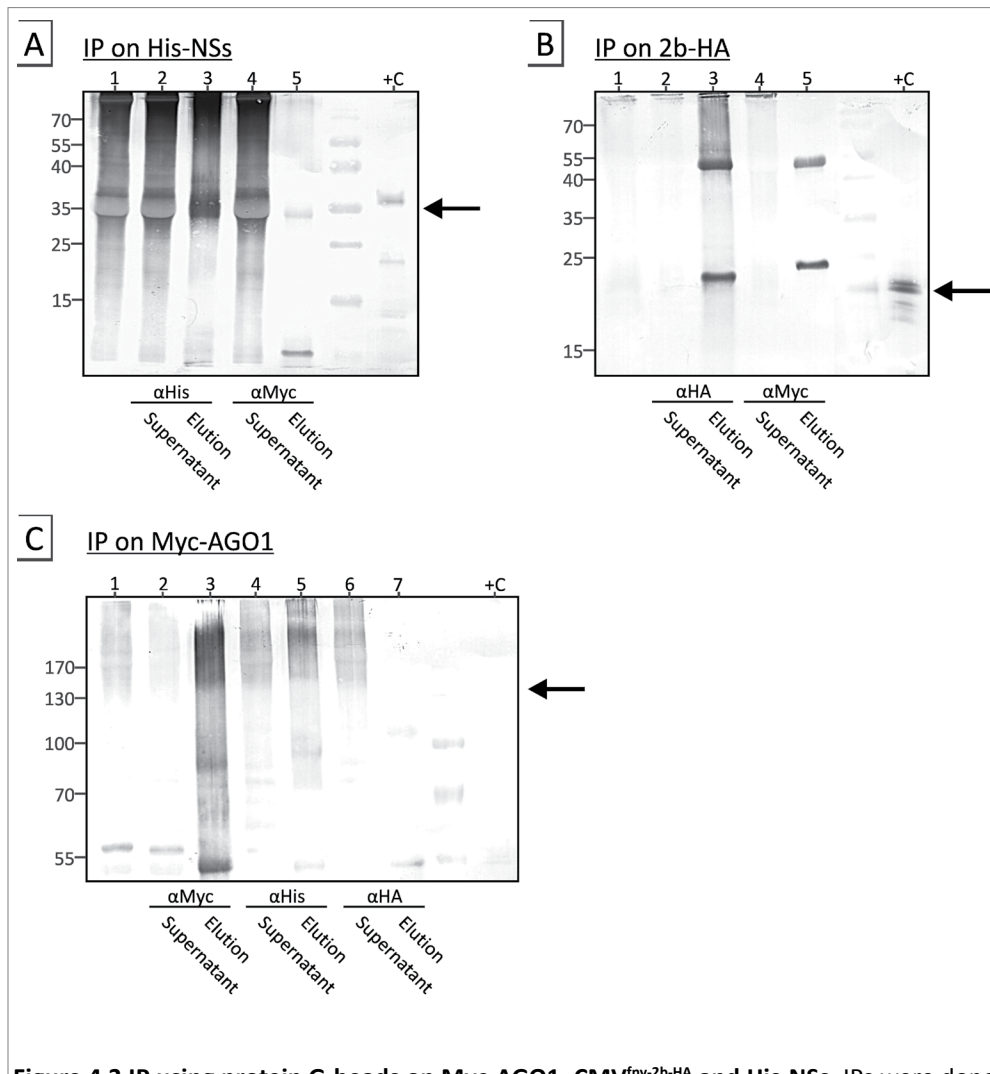 A
IP on His-NSs
1 2 3 4 5 +C
70
55
40
35
25
15
αHis αMyc
Supernatant Elution Supernatant Elution
B
IP on 2b-HA
1 2 3 4 5 +C
70
55
40
35
25
15
αHA αMyc
Supernatant Elution Supernatant Elution
C
IP on Myc-AGO1
1 2 3 4 5 6 7 +C
170
130
100
70
55
αMyc αHis αHA
Supernatant Elution Supernatant Elution Supernatant Elution
Figure 4.2 IP using protein G-beads on Myc-AGO1, CMVfny-2b-HA and His-NSs. IPs were done